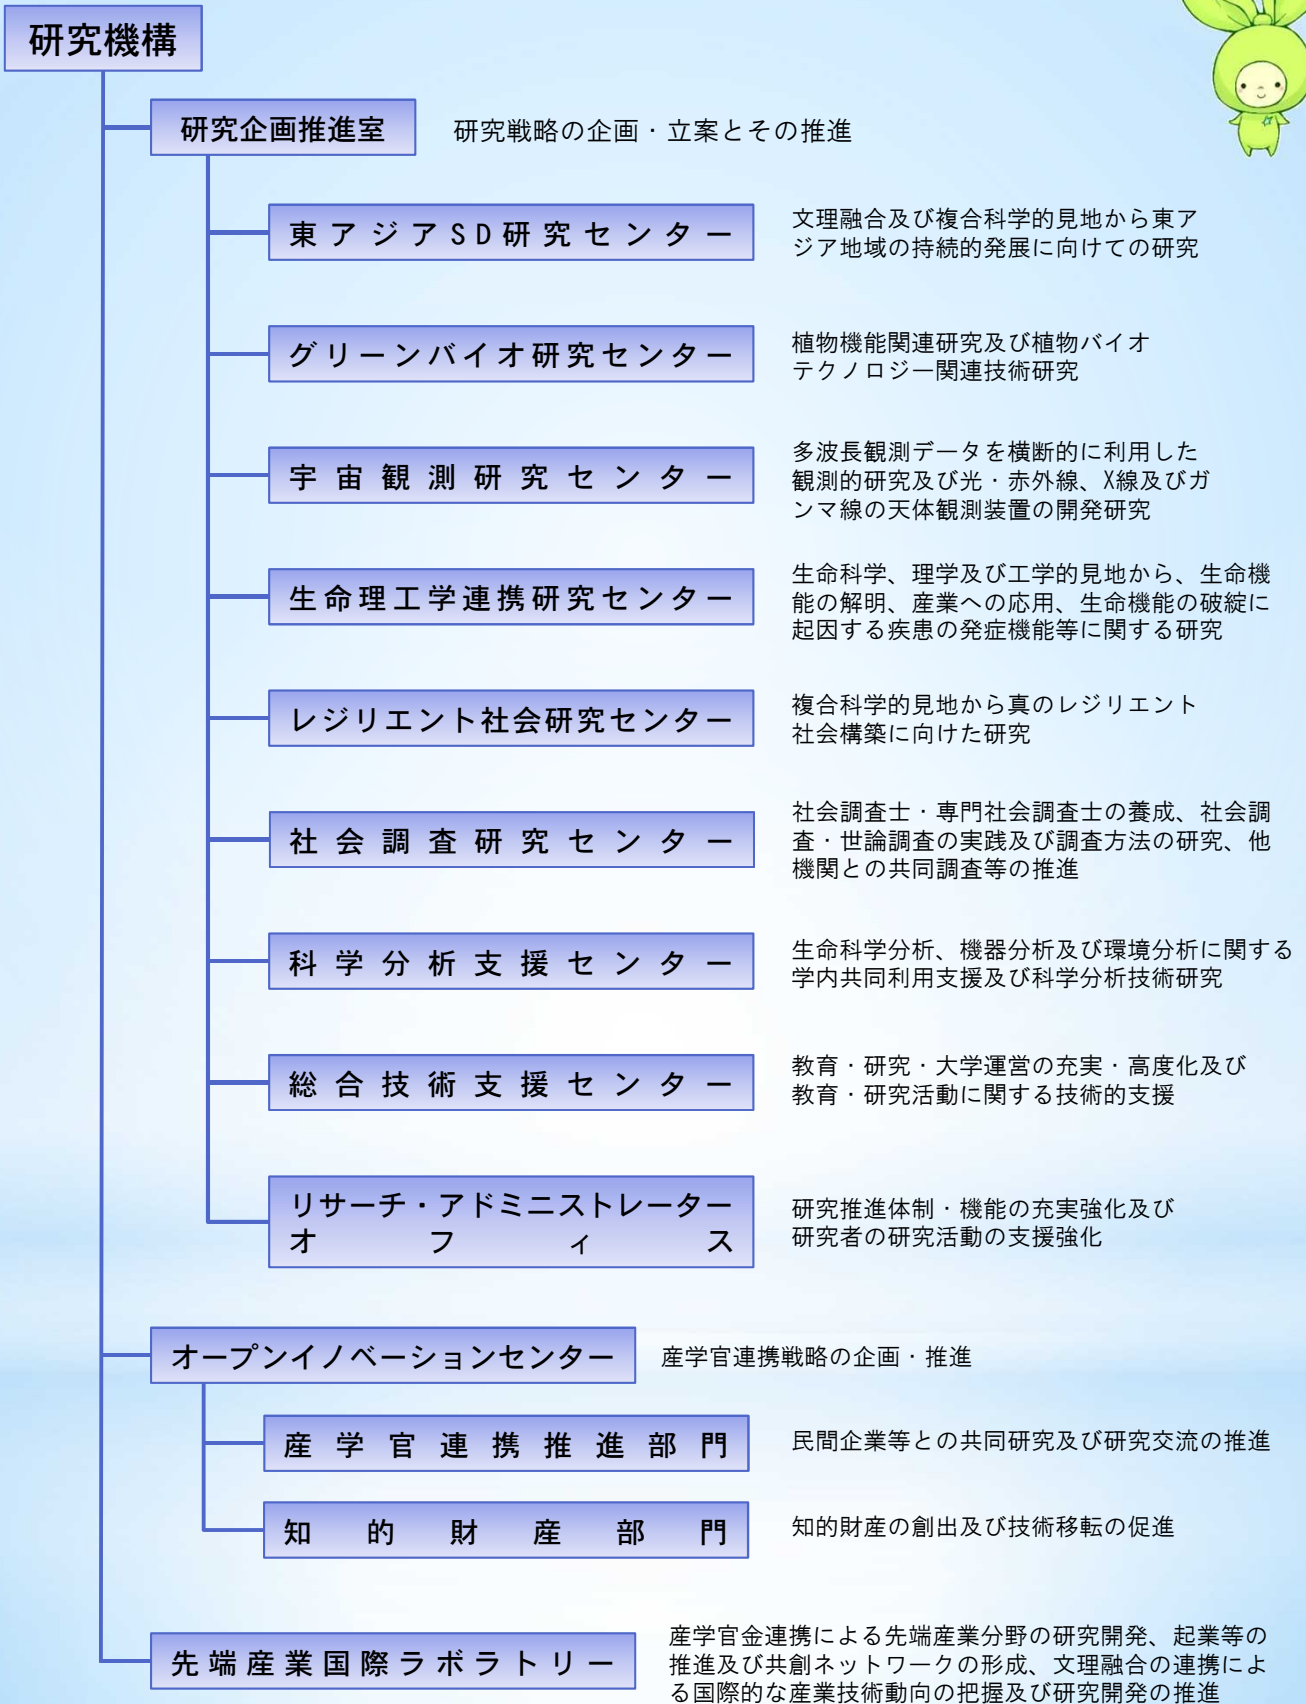 研究機構
研究企画推進室
研究戦略の企画・立案とその推進
東アジアSD研究センター
文理融合及び複合科学的見地から東ア
ジア地域の持続的発展に向けての研究
グリーンバイオ研究センター
植物機能関連研究及び植物バイオ
テクノロジー関連技術研究
宇宙観測研究センター
多波長観測データを横断的に利用した
観測的研究及び光・赤外線、X線及びガ
ンマ線の天体観測装置の開発研究
生命理工学連携研究センター
生命科学、理学及び工学的見地から、生命機
能の解明、産業への応用、生命機能の破綻に
起因する疾患の発症機能等に関する研究
レジリエント社会研究センター
複合科学的見地から真のレジリエント
社会構築に向けた研究
社会調査研究センター
社会調査士・専門社会調査士の養成、社会調
査・世論調査の実践及び調査方法の研究、他
機関との共同調査等の推進
科学分析支援センター
生命科学分析、機器分析及び環境分析に関する
学内共同利用支援及び科学分析技術研究
総合技術支援センター
教育・研究・大学運営の充実・高度化及び
教育・研究活動に関する技術的支援
リサーチ・アドミニストレーター
オフィス
研究推進体制・機能の充実強化及び
研究者の研究活動の支援強化
オープンイノベーションセンター
産学官連携戦略の企画・推進
産学官連携推進部門
民間企業等との共同研究及び研究交流の推進
知的財産部門
知的財産の創出及び技術移転の促進
先端産業国際ラボラトリー
産学官金連携による先端産業分野の研究開発、起業等の
推進及び共創ネットワークの形成、文理融合の連携によ
る国際的な産業技術動向の把握及び研究開発の推進